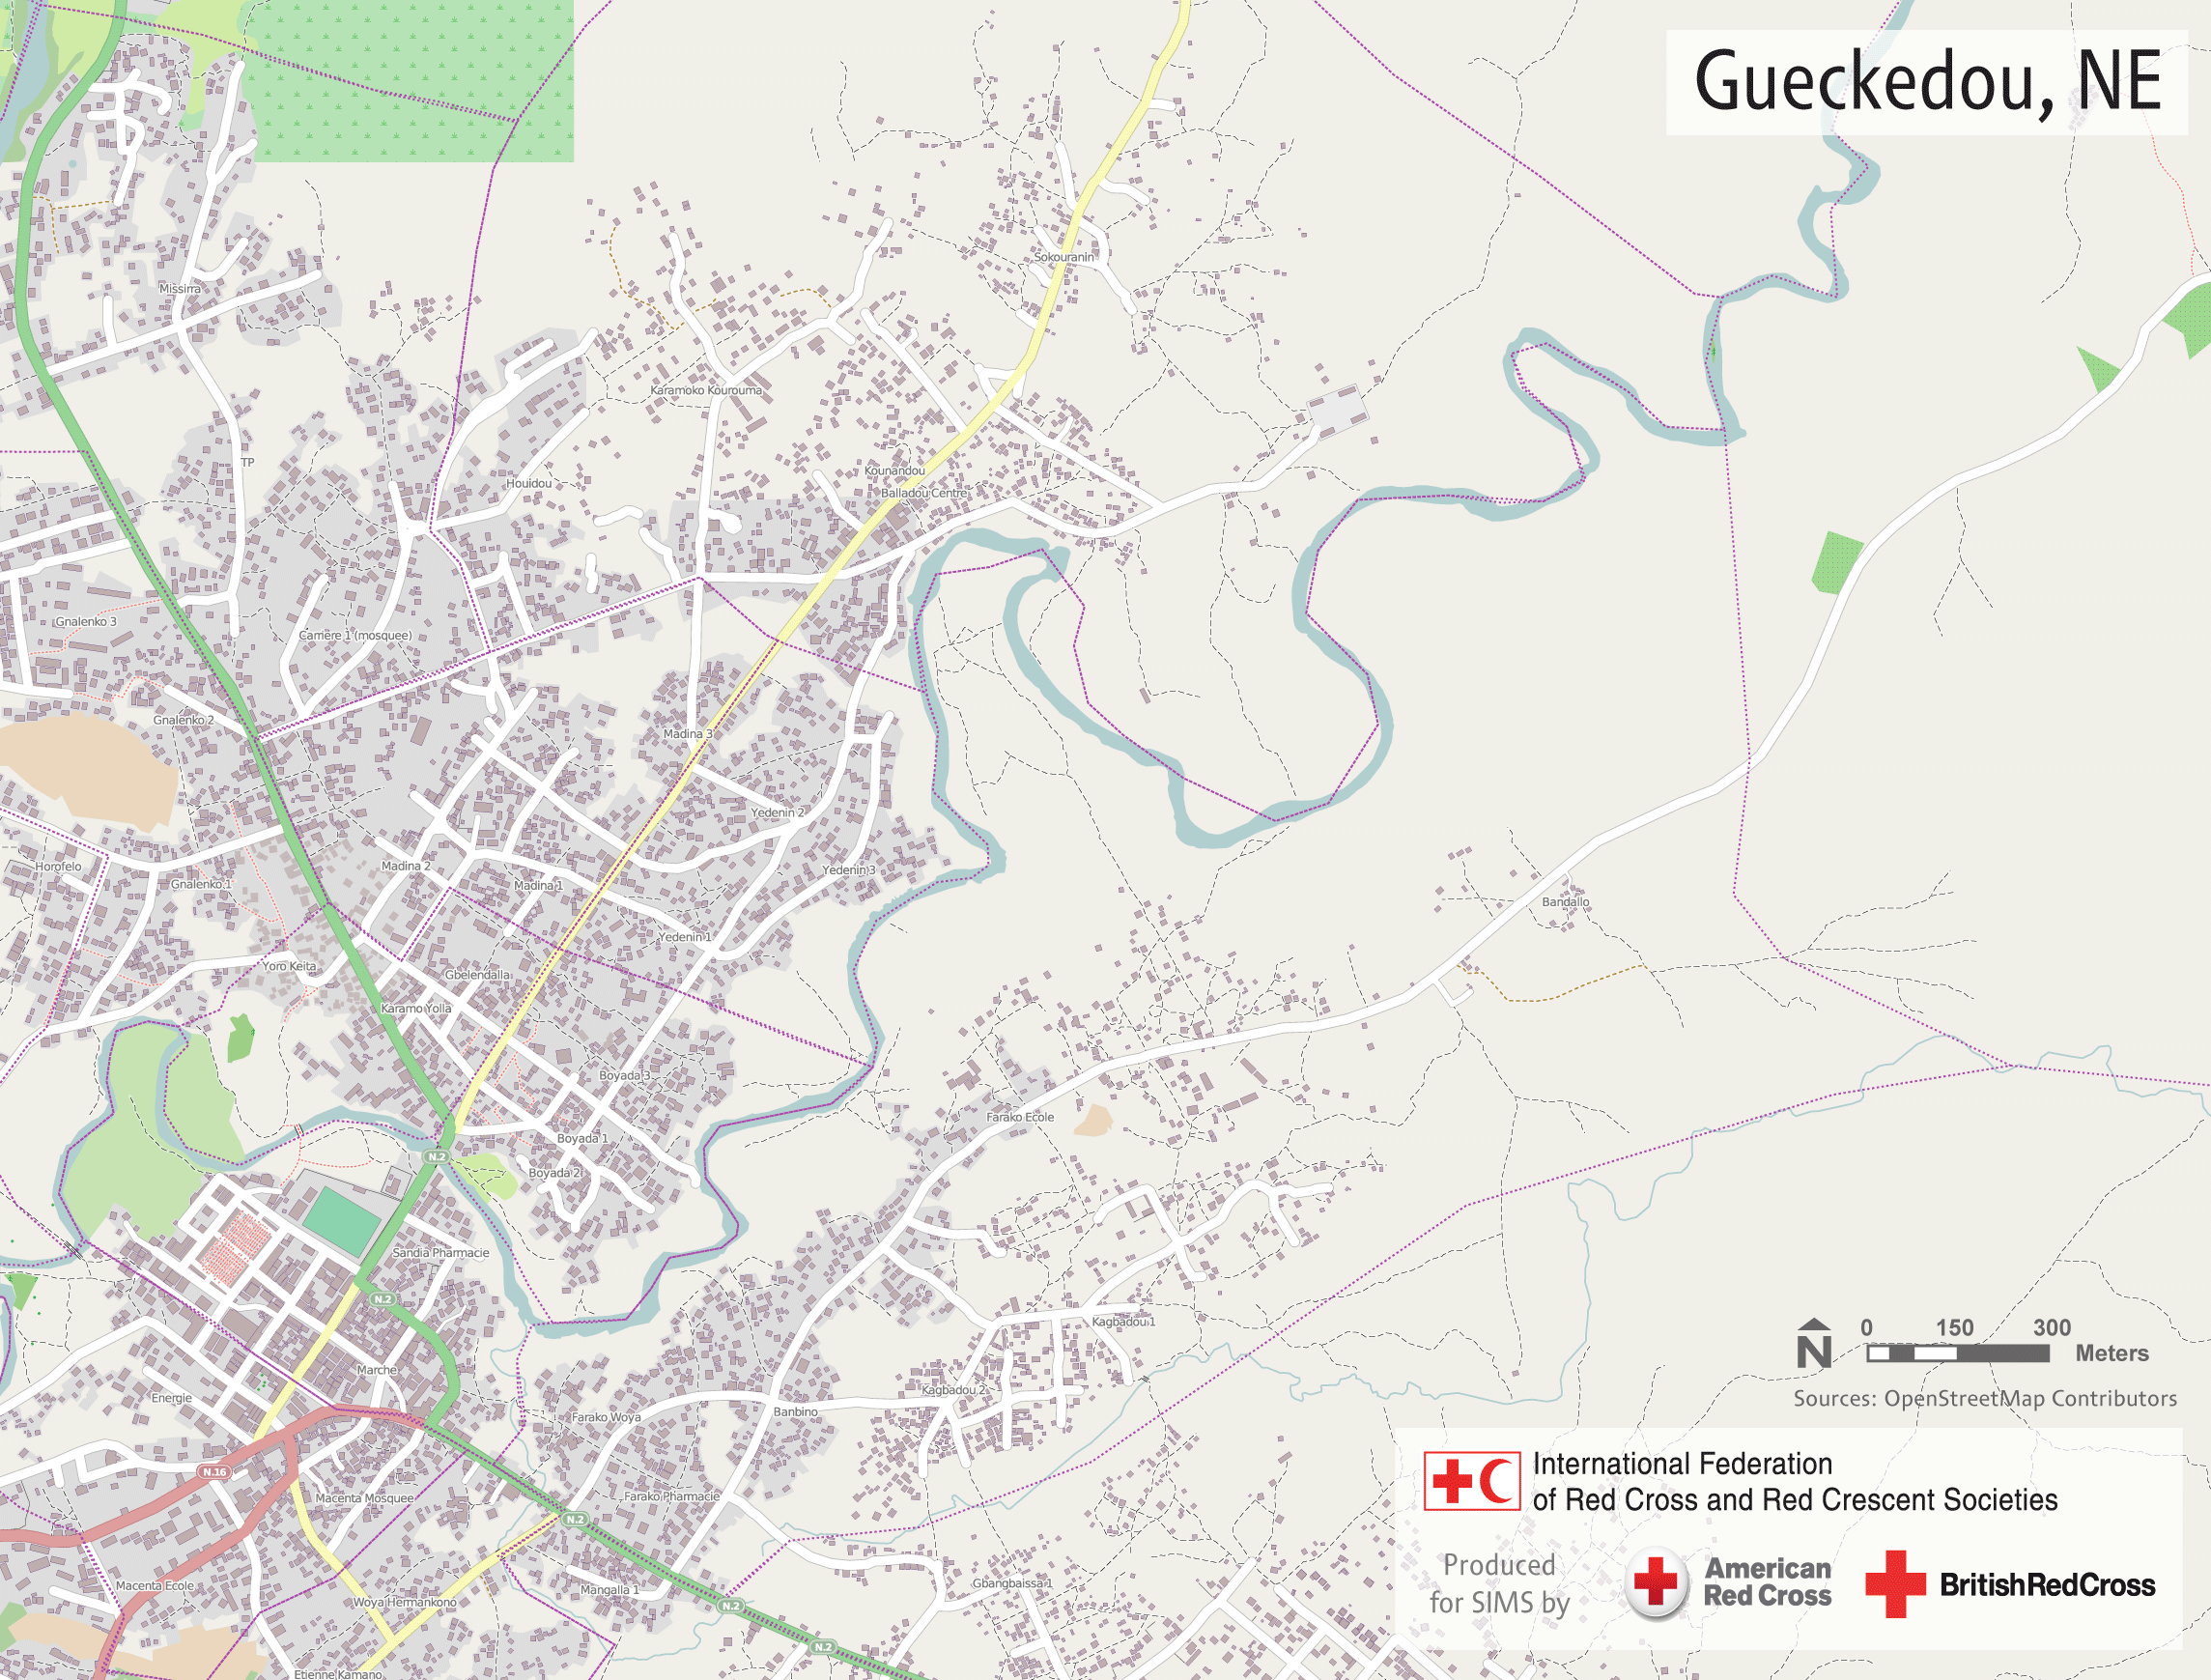 Gueckedou, NE
Sokouranin
Missirra
Karamoko Kourouma
TP
Houidou
Kounandou
Balladou Centre
Gnalenko 3
Camère 1 (mosquee)
Gnalenko 2
Madina 3
Yedenin 2
Horofelo
Madina 2
Gnalenko 1
Madina 1
Yedenin 3
Bandallo
Yedenin 1
Yoro Keita
Gbelendalla
Karamo Yolla
Boyada 3
Farako Ecole
Boyada 1
N.2
Boyada 2
Sandia Pharmacie
N.2
Kagbadou 1
Marche
Energie
Kagbadou 2
Banbino
Farako Woya
N.16
Macenta Mosquee
Farako Pharmacie
N.2
Macenta Ecole
Mangalla 1
Gbangbaissa 1
Woya Hermankono
N.2
N.2
Etienne Kamano
N
0 150 300
Meters
Sources: OpenStreetMap Contributors
International Federation
of Red Cross and Red Crescent Societies
Produced
for SIMS by
American
Red Cross
BritishRedCross